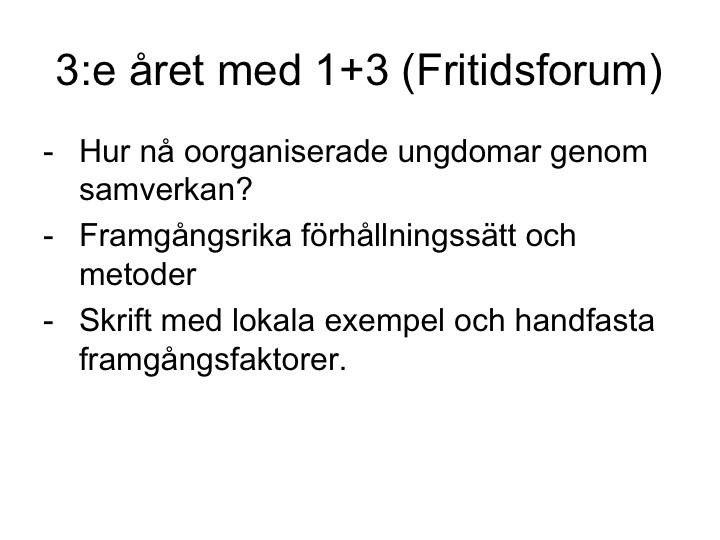 3:e året med 1+3 (Fritidsforum)
- Hur nå oorganiserade ungdomar genom
samverkan?
- Framgångsrika förhållningssätt och
metoder
- Skrift med lokala exempel och handfasta
framgångsfaktorer.